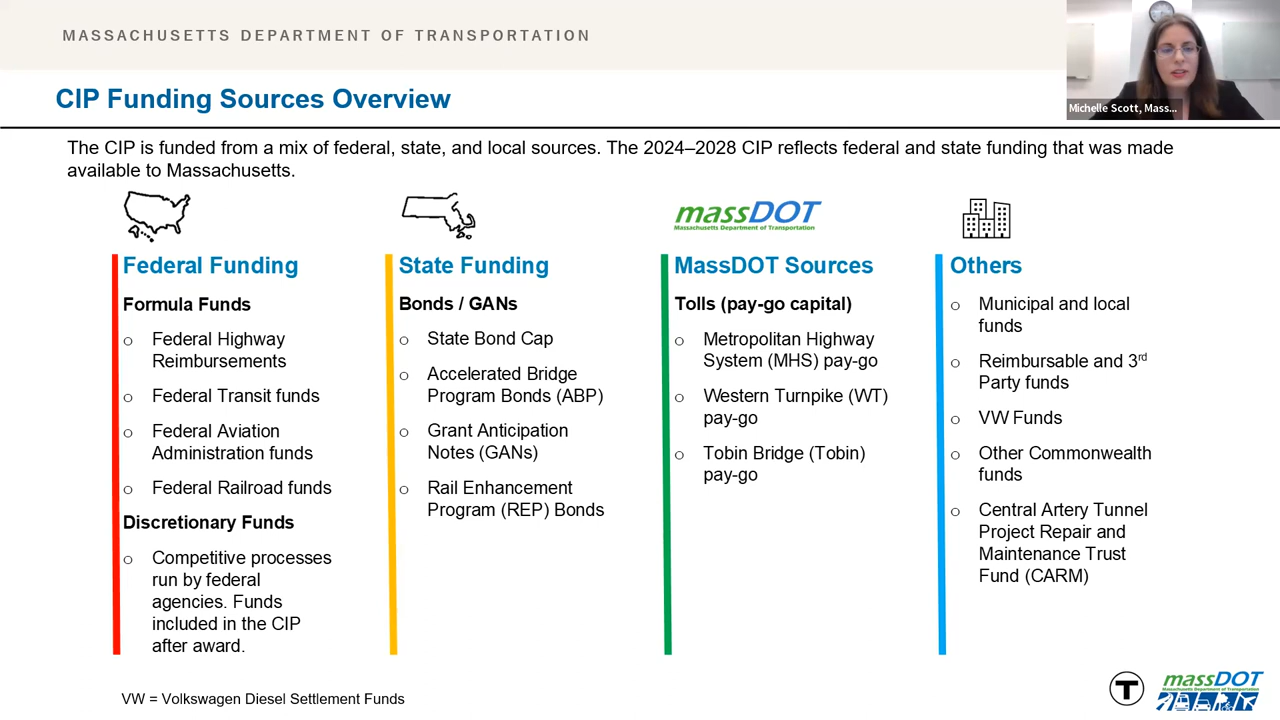 MASSACHUSETTS DEPARTMENT OF TRANSPORTATION
Michelle Scott, Mass...
CIP Funding Sources Overview
The CIP is funded from a mix of federal, state, and local sources. The 2024–2028 CIP reflects federal and state funding that was made
available to Massachusetts.
Federal Funding
Formula Funds
o Federal Highway
Reimbursements
o Federal Transit funds
o Federal Aviation
Administration funds
o Federal Railroad funds
Discretionary Funds
o Competitive processes
run by federal
agencies. Funds
included in the CIP
after award.
State Funding
Bonds / GANs
o State Bond Cap
o Accelerated Bridge
Program Bonds (ABP)
o Grant Anticipation
Notes (GANs)
o Rail Enhancement
Program (REP) Bonds
massDOT
Massachusetts Department of Transportation
MassDOT Sources
Tolls (pay-go capital)
o Metropolitan Highway
System (MHS) pay-go
o Western Turnpike (WT)
pay-go
o Tobin Bridge (Tobin)
pay-go
Others
o Municipal and local
funds
o Reimbursable and 3rd
Party funds
o VW Funds
o Other Commonwealth
funds
o Central Artery Tunnel
Project Repair and
Maintenance Trust
Fund (CARM)
VW = Volkswagen Diesel Settlement Funds
T
massDOT
Massachusetts Department of Transportation